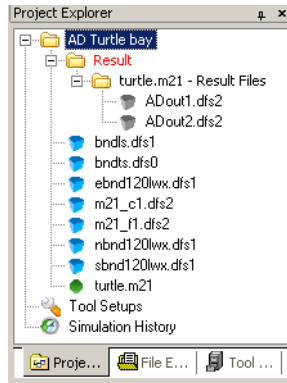 Project Explorer
AD Turtle bay
Result
turtle.m21 - Result Files
ADout1.dfs2
ADout2.dfs2
bndls.dfs1
bndts.dfs0
ebnd120lwx.dfs1
m21_c1.dfs2
m21_f1.dfs2
nbnd120lwx.dfs1
sbnd120lwx.dfs1
turtle.m21
Tool Setups
Simulation History
Proje... File E... Tool ...